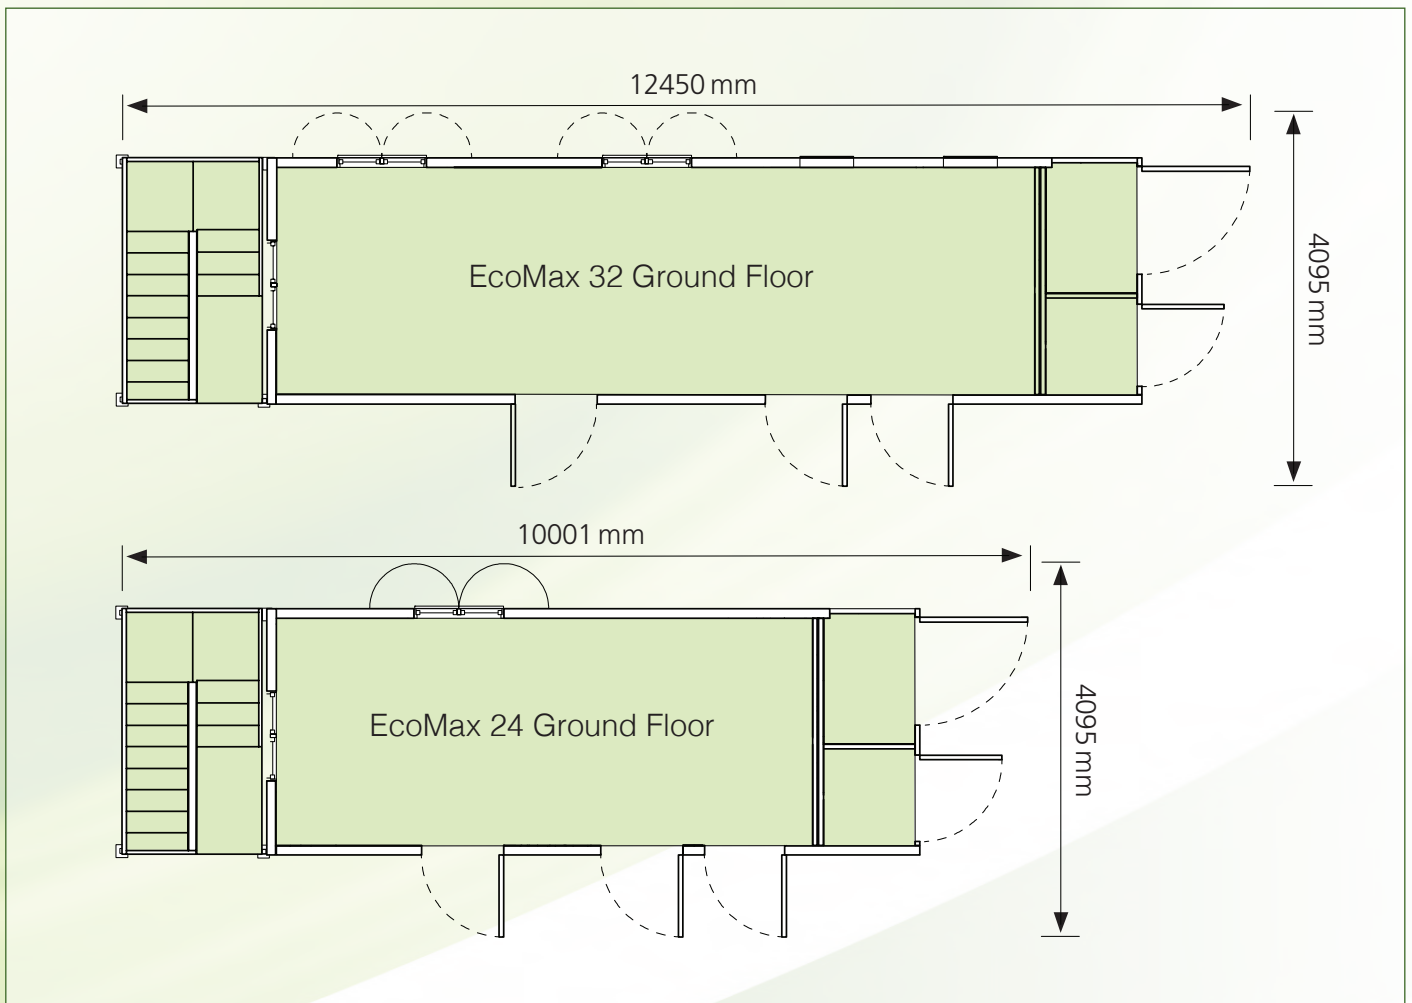 12450 mm
EcoMax 32 Ground Floor
4095 mm
10001 mm
EcoMax 24 Ground Floor
4095 mm